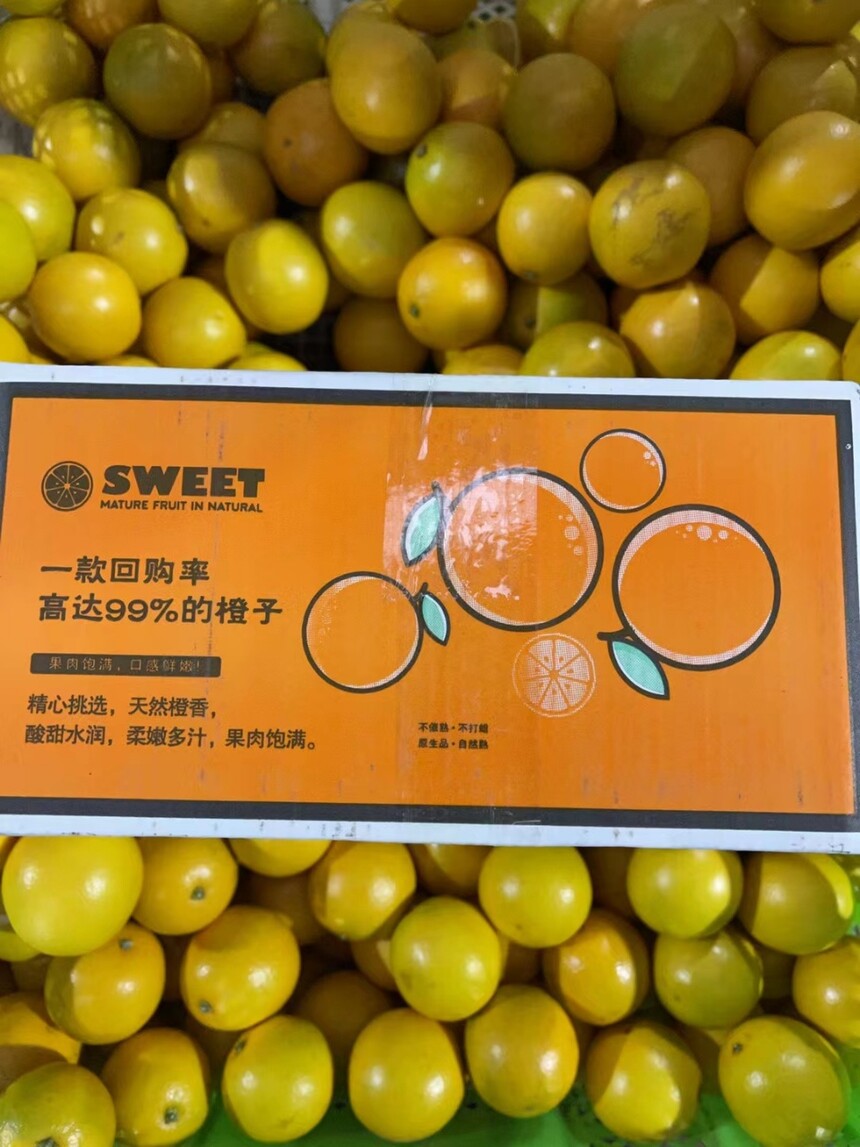 SWEET
MATURE FRUIT IN NATURAL
一款回购率
高达99%的橙子
果肉饱满，口感鲜嫩！
精心挑选，天然橙香，
酸甜水润，柔嫩多汁，果肉饱满。
不催熟·不打蜡
原生品·自然熟